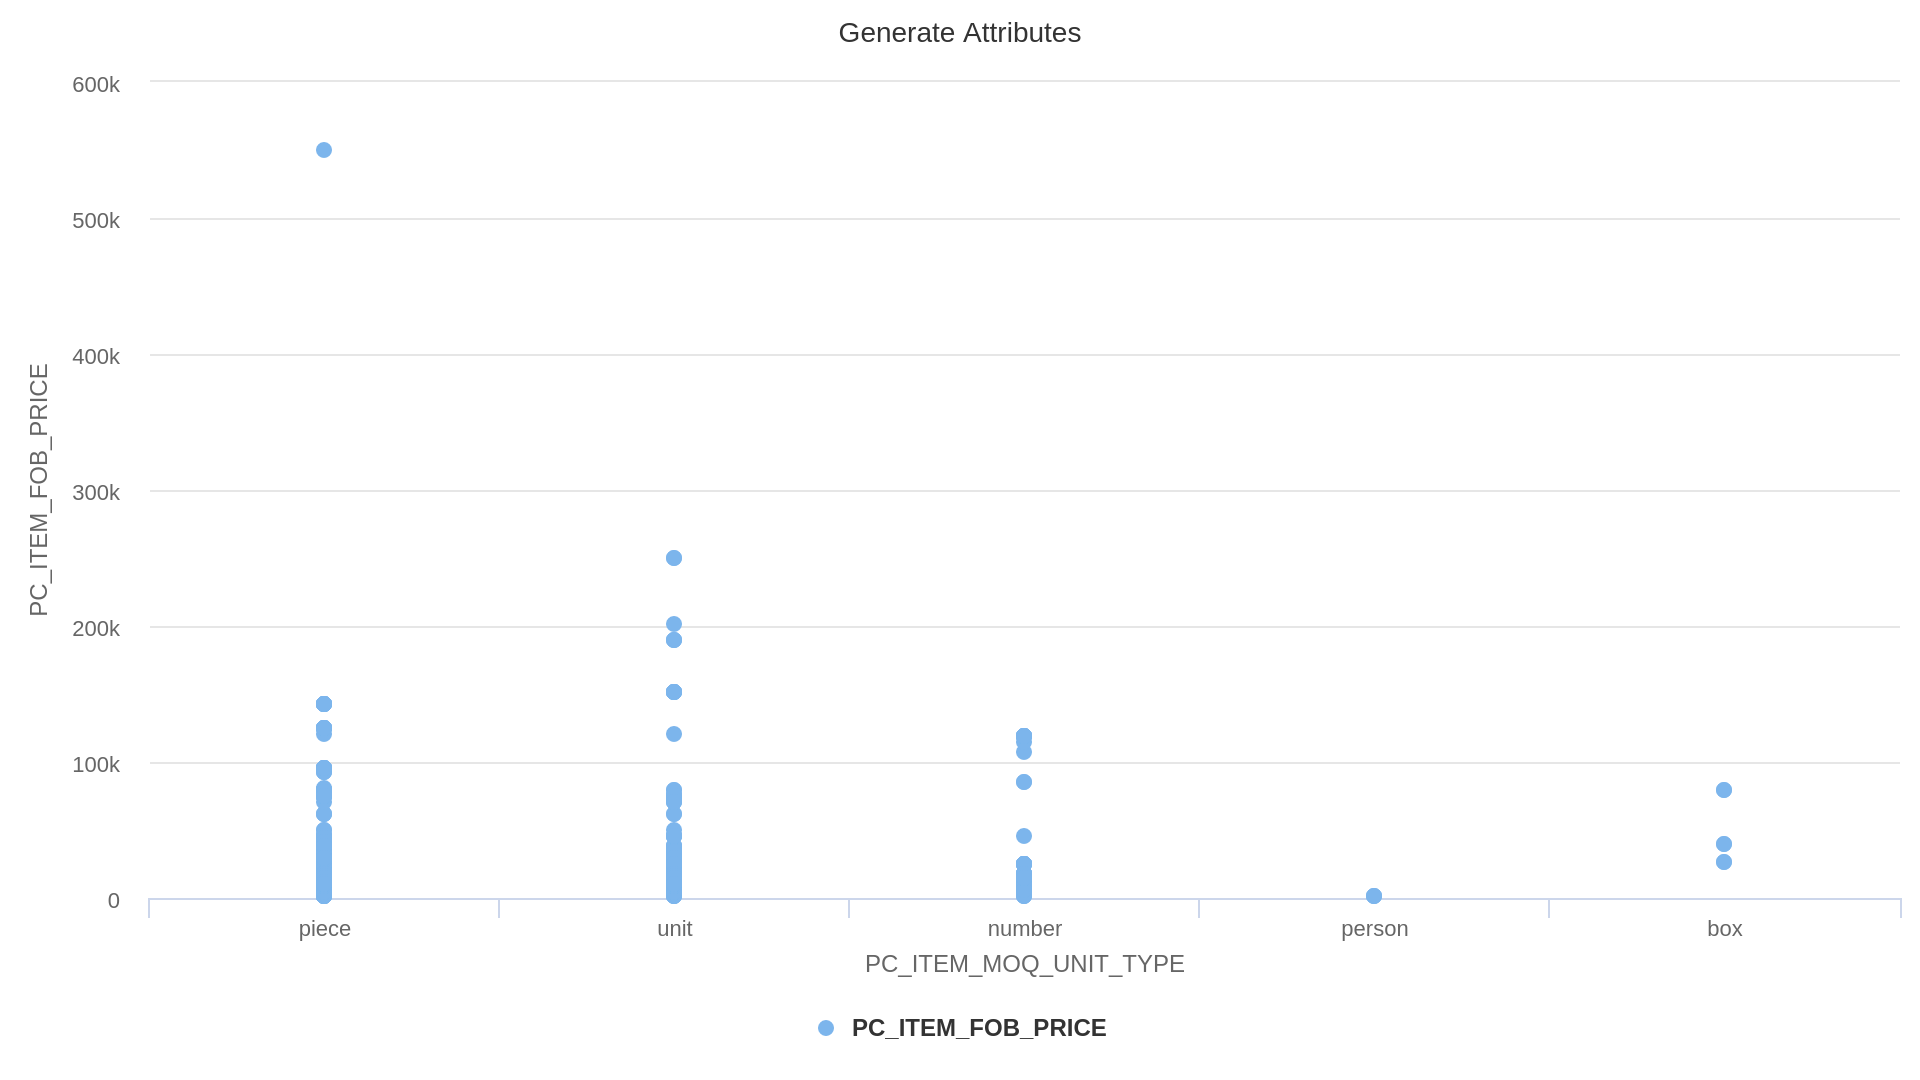 Generate Attributes
600k
500k
400k
300k
200k
100k
0
PC_ITEM_FOB_PRICE
piece
unit
number
person
box
PC_ITEM_MOQ_UNIT_TYPE
PC_ITEM_FOB_PRICE